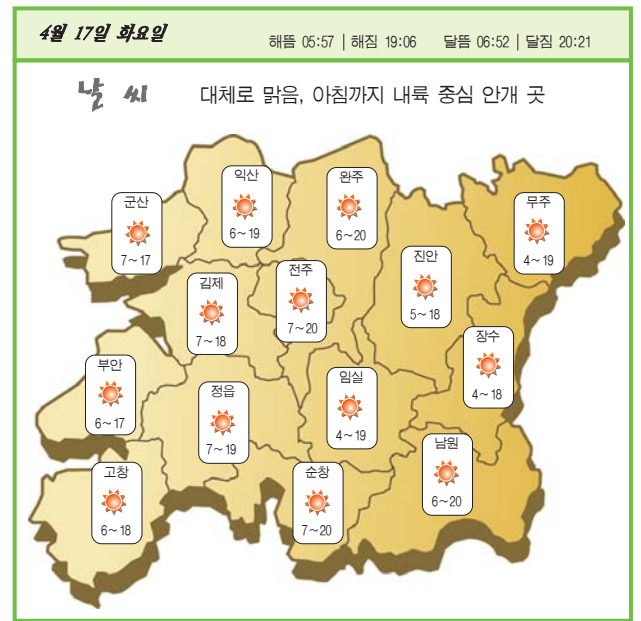 4월 17일 화요일
해뜸 05:57 | 해짐 19:06 달뜸 06:52 | 달짐 20:21
날 씨
대체로 맑음, 아침까지 내륙 중심 안개 곳
군산
7~17
익산
6~19
완주
6~20
무주
4~19
김제
7~18
전주
7~20
진안
5~18
장수
4~18
부안
6~17
정읍
7~19
임실
4~19
남원
6~20
고창
6~18
순창
7~20